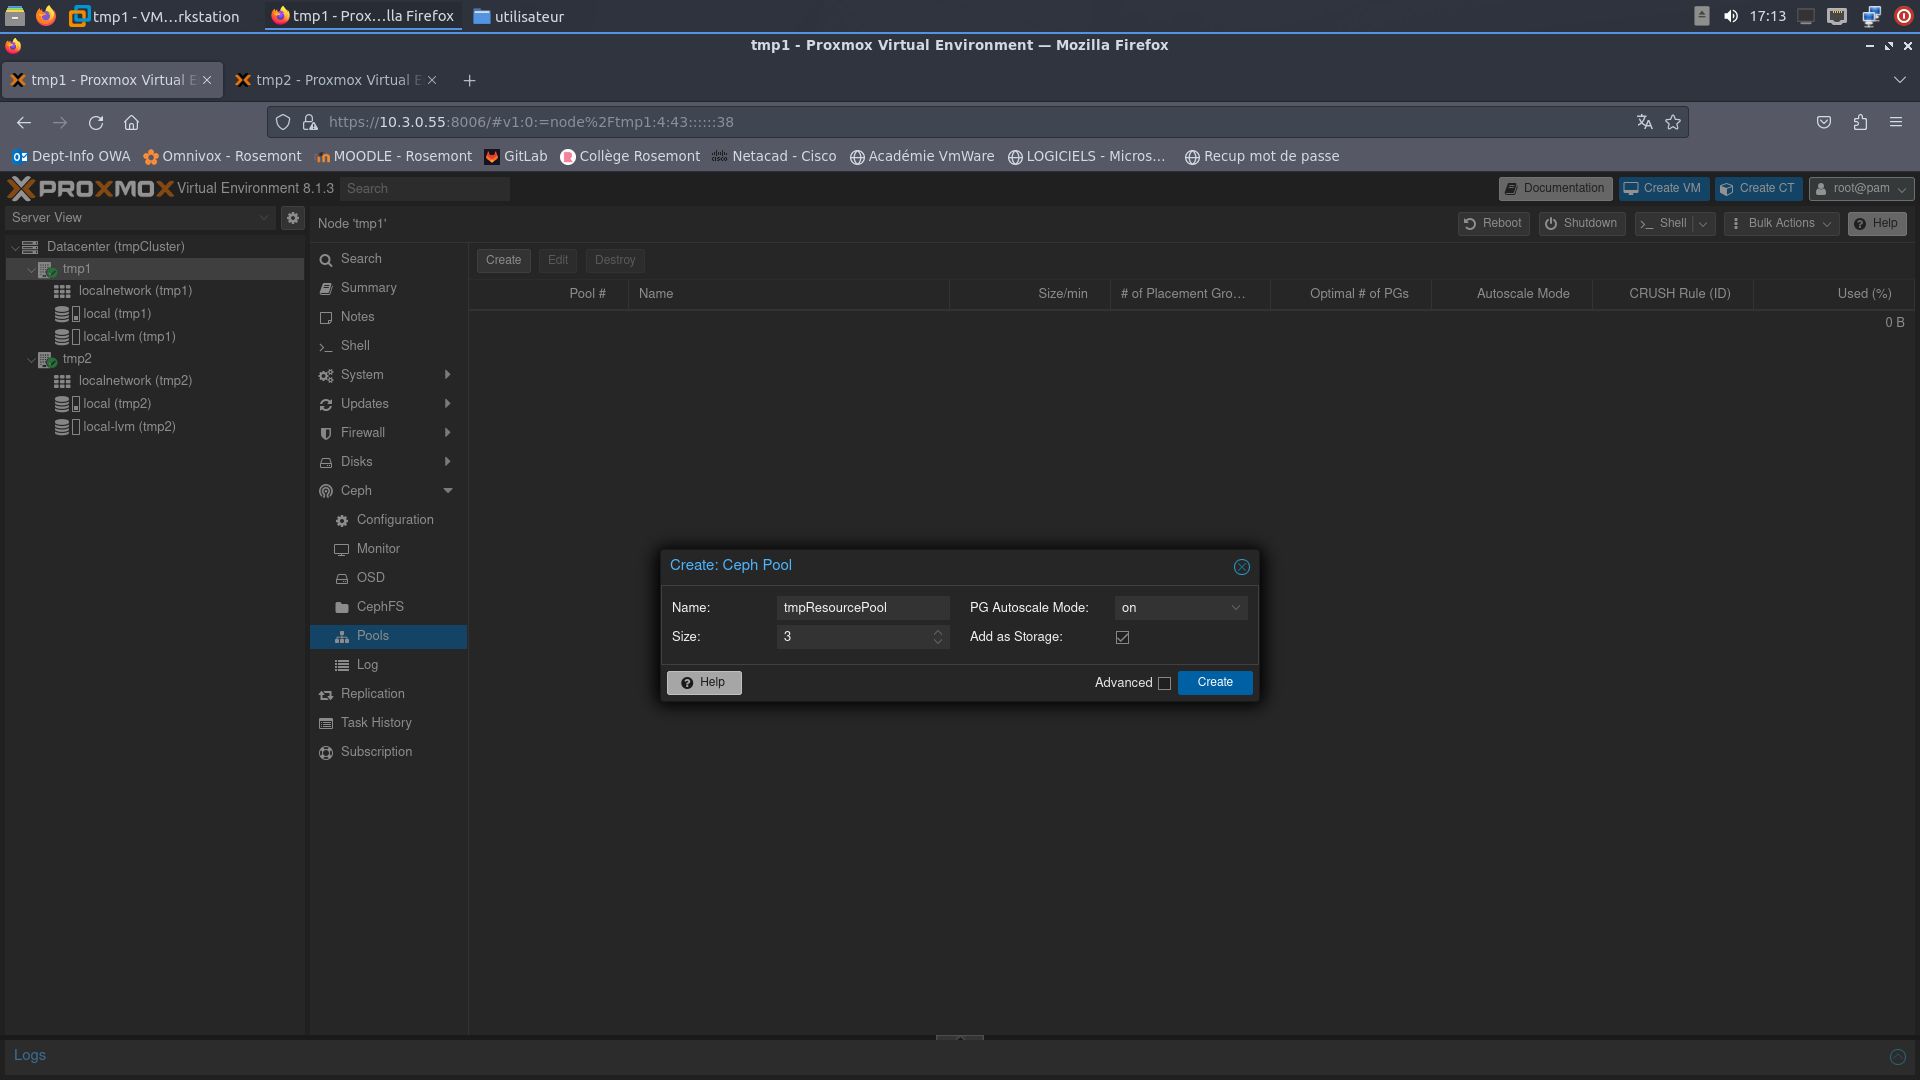 tmp1 - VM...rkstation
tmp1 - Prox...lla Firefox
utilisateur
17:13
tmp1 - Proxmox Virtual Environment — Mozilla Firefox
tmp1 - Proxmox Virtual E
tmp2 - Proxmox Virtual E
https://10.3.0.55:8006/#v1:0:=node%2Ftmp1:4:43::::::38
Dept-Info OWA
Omnivox - Rosemont
MOODLE - Rosemont
GitLab
Collège Rosemont
Netacad - Cisco
Académie VmWare
LOGICIELS - Micros...
Recup mot de passe
PROXMOX
Virtual Environment 8.1.3
Search
Documentation
Create VM
Create CT
root@pam
Server View
Node 'tmp1'
Reboot
Shutdown
Shell
Bulk Actions
Help
Datacenter (tmpCluster)
tmp1
localnetwork (tmp1)
local (tmp1)
local-lvm (tmp1)
tmp2
localnetwork (tmp2)
local (tmp2)
local-lvm (tmp2)
Search
Summary
Notes
Shell
System
Updates
Firewall
Disks
Ceph
Configuration
Monitor
OSD
CephFS
Pools
Log
Replication
Task History
Subscription
Create
Edit
Destroy
Pool #
Name
Size/min
# of Placement Gro...
Optimal # of PGs
Autoscale Mode
CRUSH Rule (ID)
Used (%)
0 B
Create: Ceph Pool
Name:
tmpResourcePool
PG Autoscale Mode:
on
Size:
3
Add as Storage:
Help
Advanced
Create
Logs